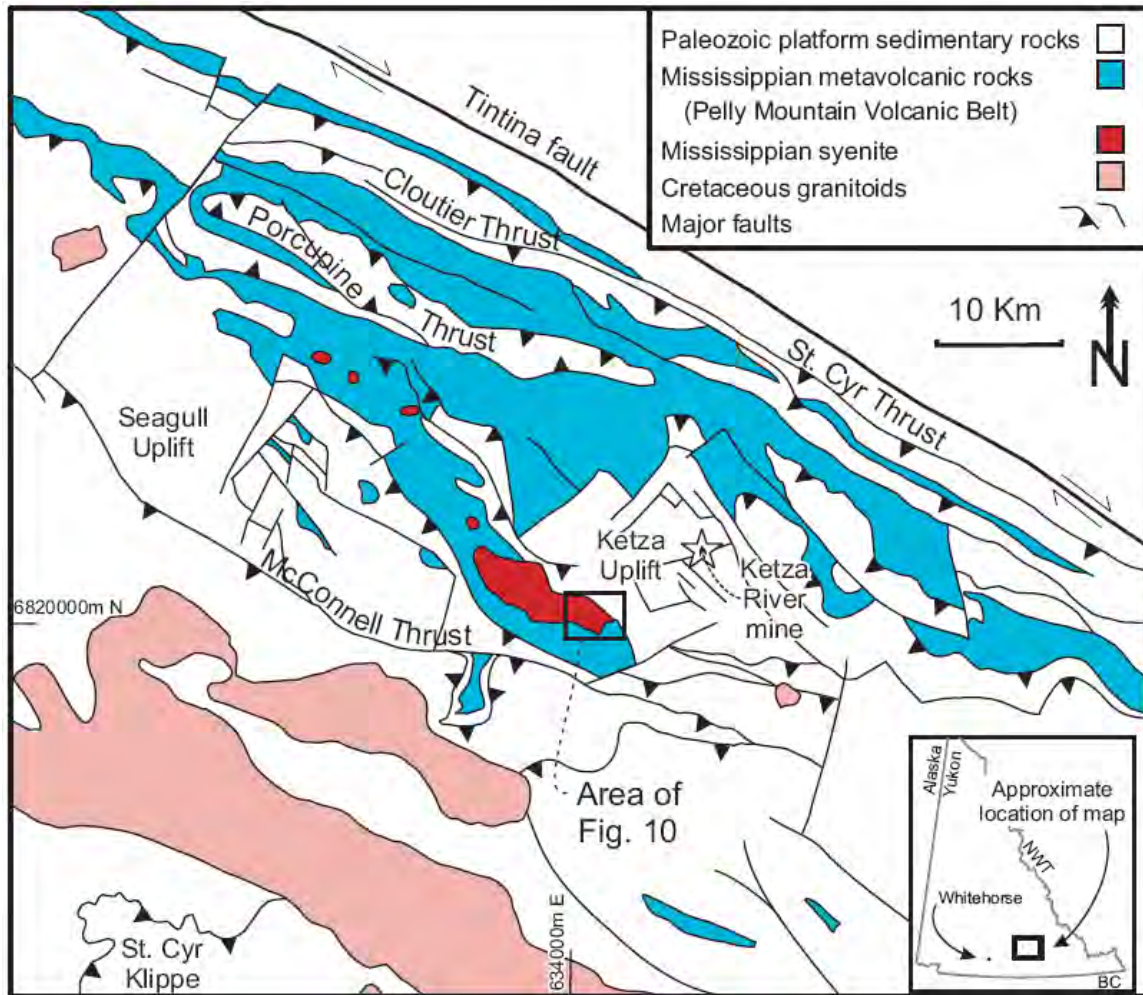 Paleozoic platform sedimentary rocks
Mississippian metavolcanic rocks
(Pelly Mountain Volcanic Belt)
Mississippian syenite
Cretaceous granitoids
Major faults
Tintina fault
Cloutier Thrust
Porcupine
Thrust
10 Km
N
St. Cyr Thrust
Seagull
Uplift
Ketza
Uplift
Ketza
River
mine
McConnell Thrust
6820000m N
Area of
Fig. 10
634000m E
St. Cyr
Klippe
Alaska
Yukon
Approximate
location of map
NWT
Whitehorse
BC